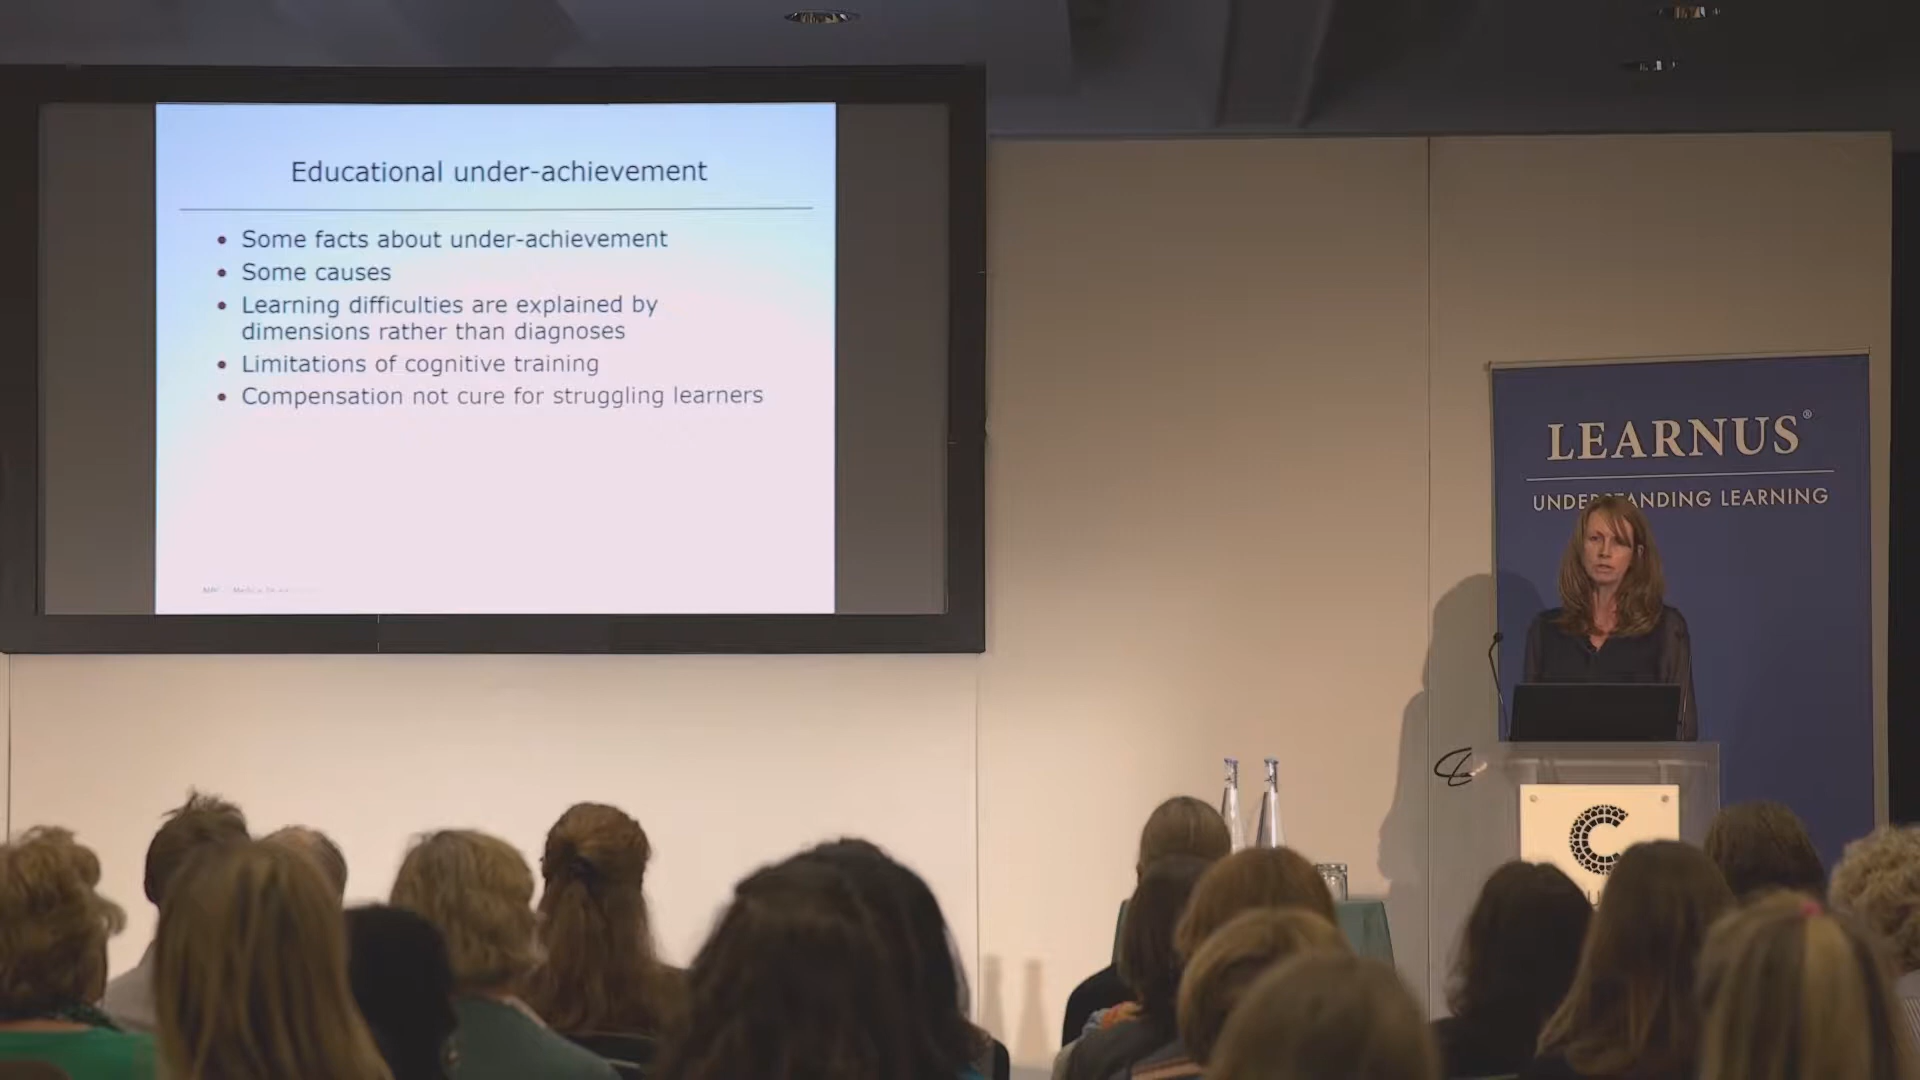 Educational under-achievement
• Some facts about under-achievement
• Some causes
• Learning difficulties are explained by
dimensions rather than diagnoses
• Limitations of cognitive training
• Compensation not cure for struggling learners
LEARNUS®
UNDERSTANDING LEARNING